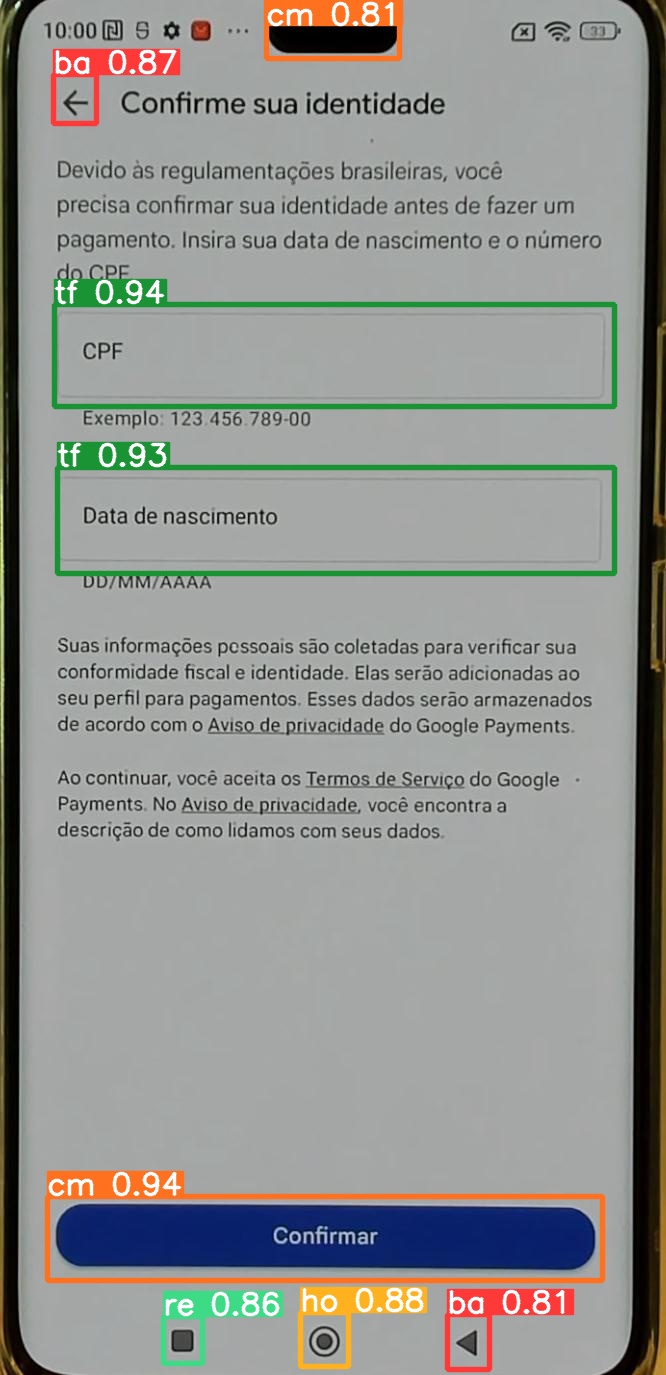 10:00 ... 33
cm 0.81
ba 0.87
Confirme sua identidade
Devido às regulamentações brasileiras, você
precisa confirmar sua identidade antes de fazer um
pagamento. Insira sua data de nascimento e o número
do CPF
tf 0.94
CPF
Exemplo: 123.456.789-00
tf 0.93
Data de nascimento
DD/MM/AAAA
Suas informações pessoais são coletadas para verificar sua
conformidade fiscal e identidade. Elas serão adicionadas ao
seu perfil para pagamentos. Esses dados serão armazenados
de acordo com o Aviso de privacidade do Google Payments.
Ao continuar, você aceita os Termos de Serviço do Google
Payments. No Aviso de privacidade, você encontra a
descrição de como lidamos com seus dados.
cm 0.94
Confirmar
re 0.86
ho 0.88
ba 0.81